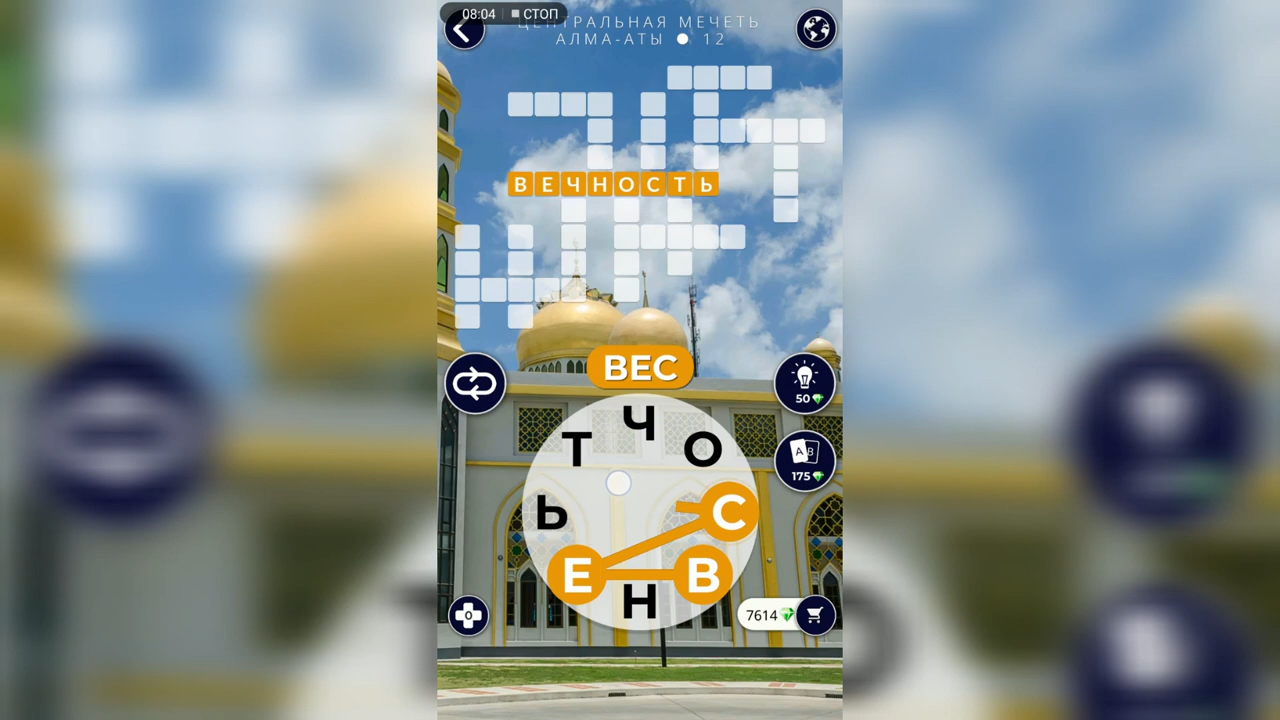 08:04 СТОП
ЦЕНТРАЛЬНАЯ МЕЧЕТЬ
АЛМА-АТЫ ● 12
ВЕЧНОСТЬ
ВЕС
Ч
Т О
Ь С
Е В
Н
50
A B
175
0
7614